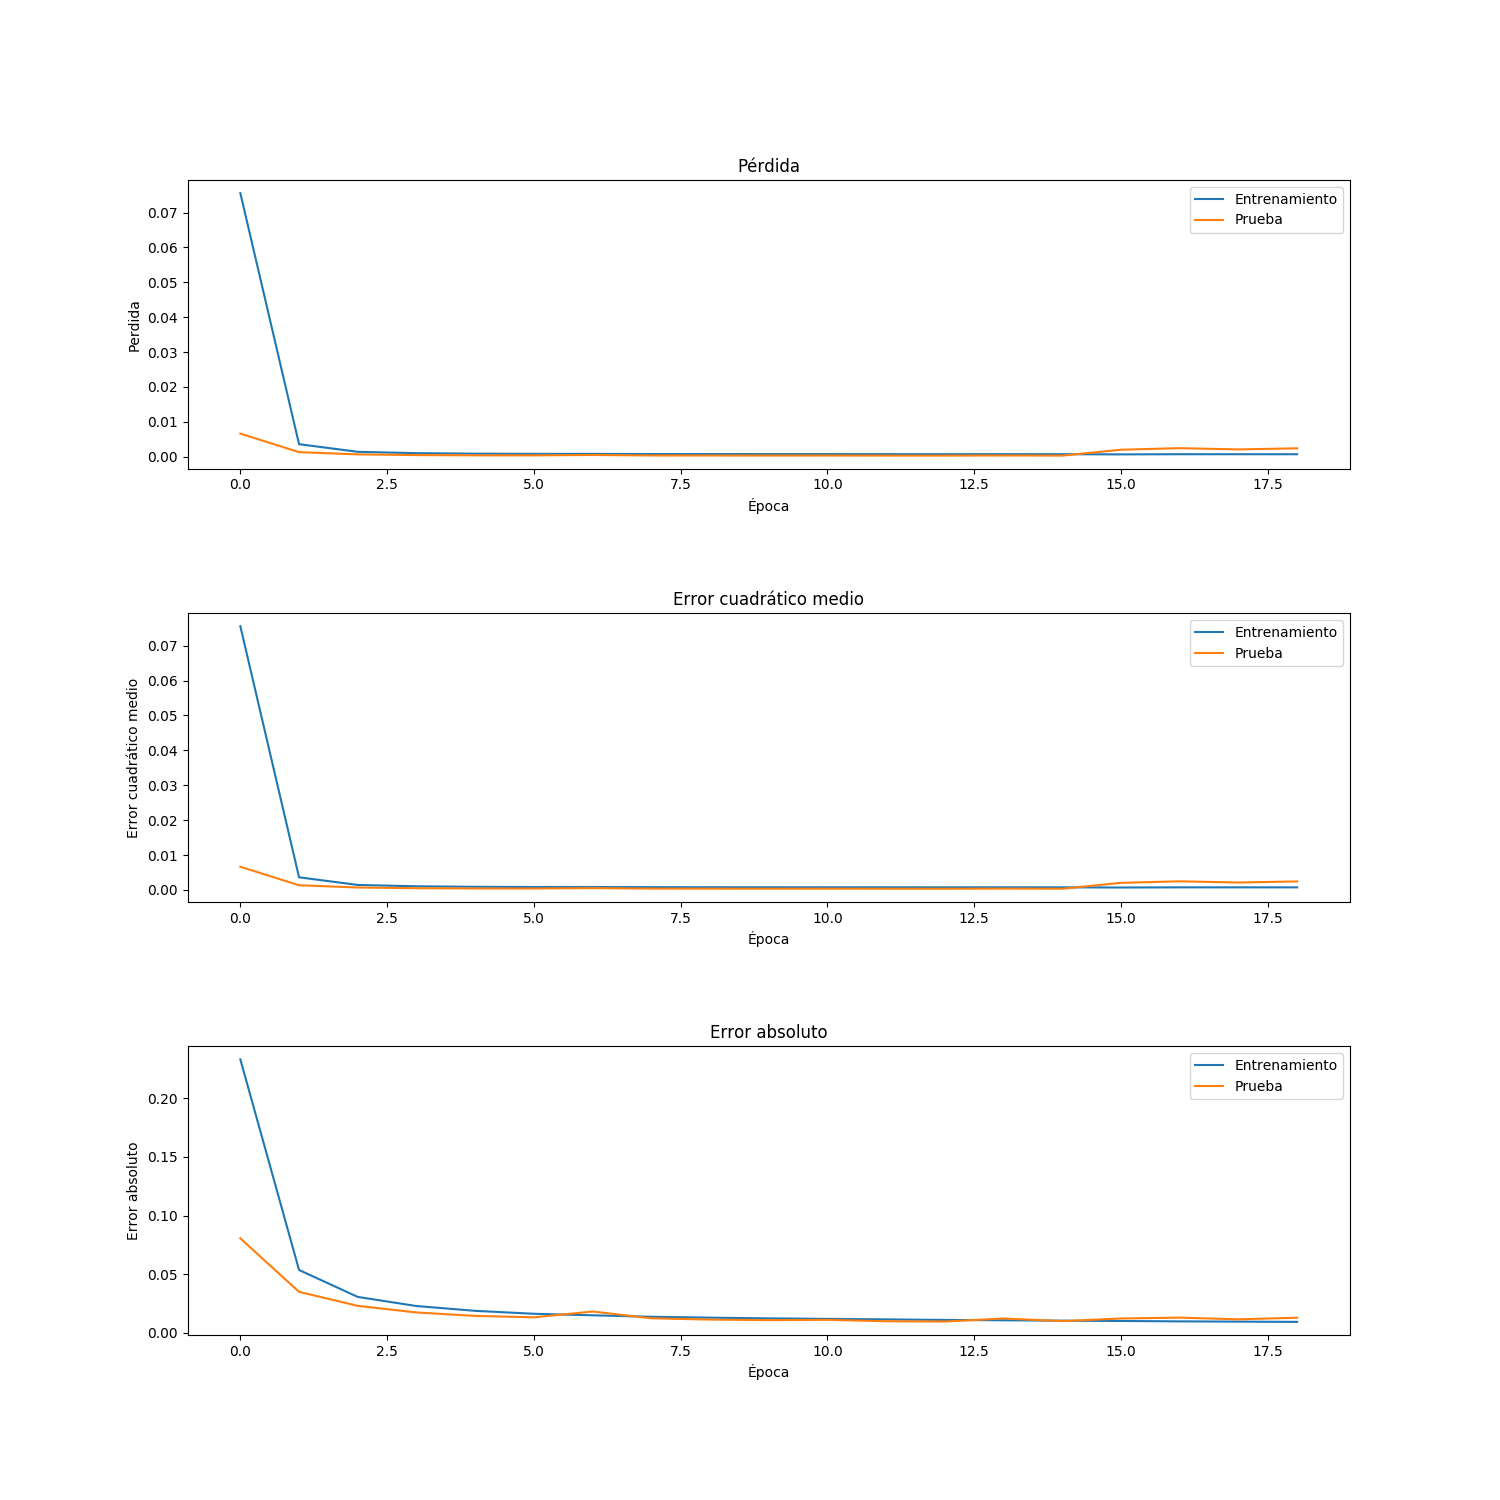 Pérdida
Entrenamiento
Prueba
0.07
0.06
0.05
0.04
0.03
0.02
0.01
0.00
Perdida
0.0 2.5 5.0 7.5 10.0 12.5 15.0 17.5
Época
Error cuadrático medio
Entrenamiento
Prueba
0.07
0.06
0.05
0.04
0.03
0.02
0.01
0.00
Error cuadrático medio
0.0 2.5 5.0 7.5 10.0 12.5 15.0 17.5
Época
Error absoluto
Entrenamiento
Prueba
0.20
0.15
0.10
0.05
0.00
Error absoluto
0.0 2.5 5.0 7.5 10.0 12.5 15.0 17.5
Época